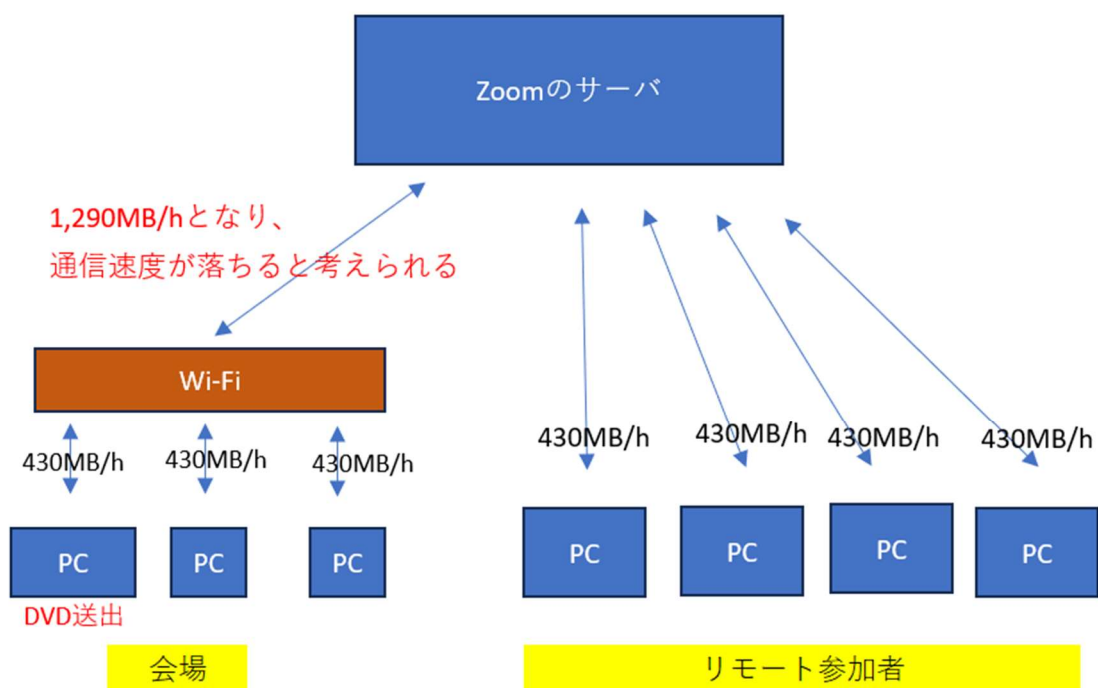 Zoomのサーバ
1,290MB/hとなり、
通信速度が落ちると考えられる
Wi-Fi
430MB/h 430MB/h 430MB/h
430MB/h 430MB/h 430MB/h 430MB/h
PC PC PC
PC PC PC PC
DVD送出
会場
リモート参加者